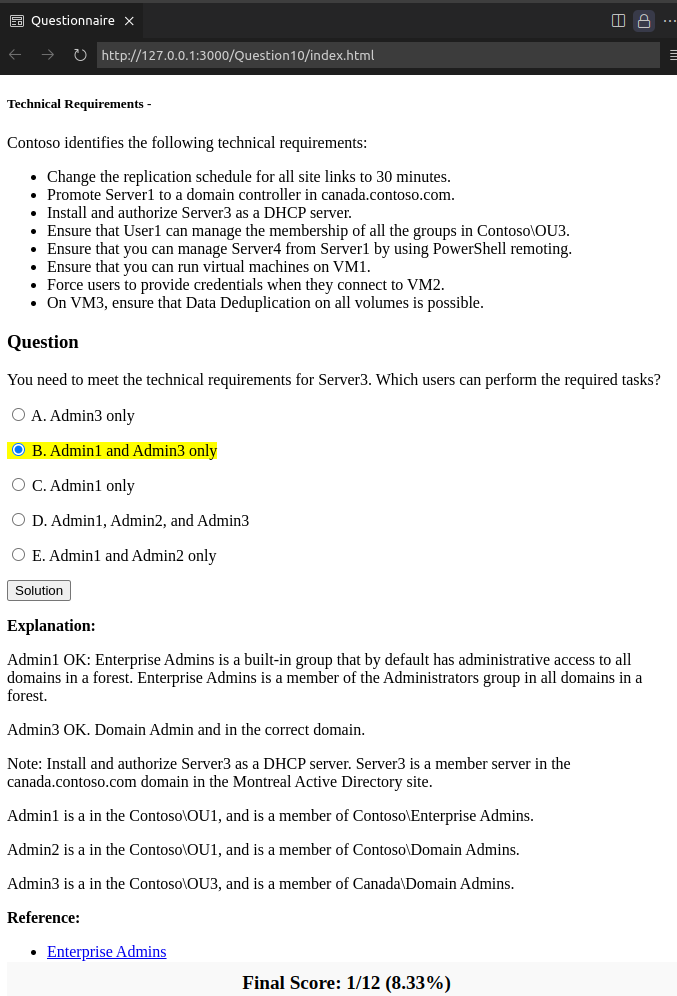 Questionnaire
http://127.0.0.1:3000/Question10/index.html
Technical Requirements -
Contoso identifies the following technical requirements:
Change the replication schedule for all site links to 30 minutes.
Promote Server1 to a domain controller in canada.contoso.com.
Install and authorize Server3 as a DHCP server.
Ensure that User1 can manage the membership of all the groups in Contoso\OU3.
Ensure that you can manage Server4 from Server1 by using PowerShell remoting.
Ensure that you can run virtual machines on VM1.
Force users to provide credentials when they connect to VM2.
On VM3, ensure that Data Deduplication on all volumes is possible.
Question
You need to meet the technical requirements for Server3. Which users can perform the required tasks?
A. Admin3 only
B. Admin1 and Admin3 only
C. Admin1 only
D. Admin1, Admin2, and Admin3
E. Admin1 and Admin2 only
Solution
Explanation:
Admin1 OK: Enterprise Admins is a built-in group that by default has administrative access to all
domains in a forest. Enterprise Admins is a member of the Administrators group in all domains in a
forest.
Admin3 OK. Domain Admin and in the correct domain.
Note: Install and authorize Server3 as a DHCP server. Server3 is a member server in the
canada.contoso.com domain in the Montreal Active Directory site.
Admin1 is a in the Contoso\OU1, and is a member of Contoso\Enterprise Admins.
Admin2 is a in the Contoso\OU1, and is a member of Contoso\Domain Admins.
Admin3 is a in the Contoso\OU3, and is a member of Canada\Domain Admins.
Reference:
Enterprise Admins
Final Score: 1/12 (8.33%)